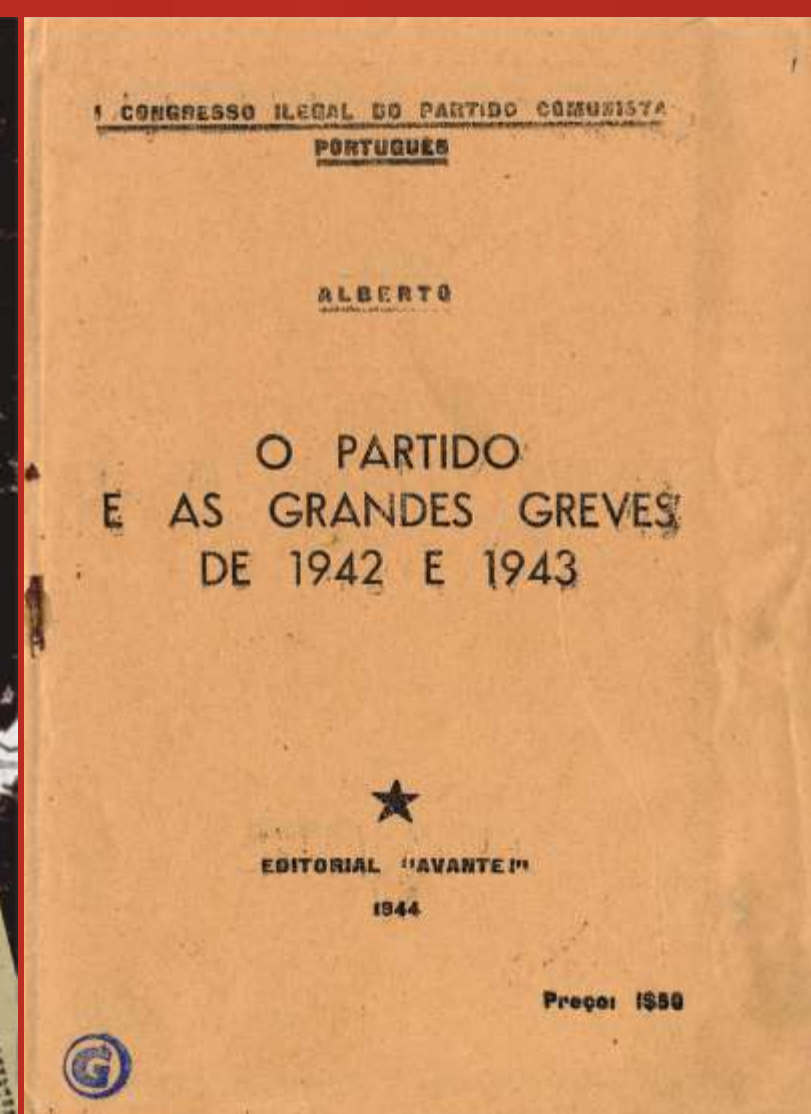 I CONGRESSO ILEGAL DO PARTIDO COMUNISTA
PORTUGUES
ALBERTO
O PARTIDO
E AS GRANDES GREVES
DE 1942 E 1943
EDITORIAL "AVANTE!"
1944
Preço: 1$50
G